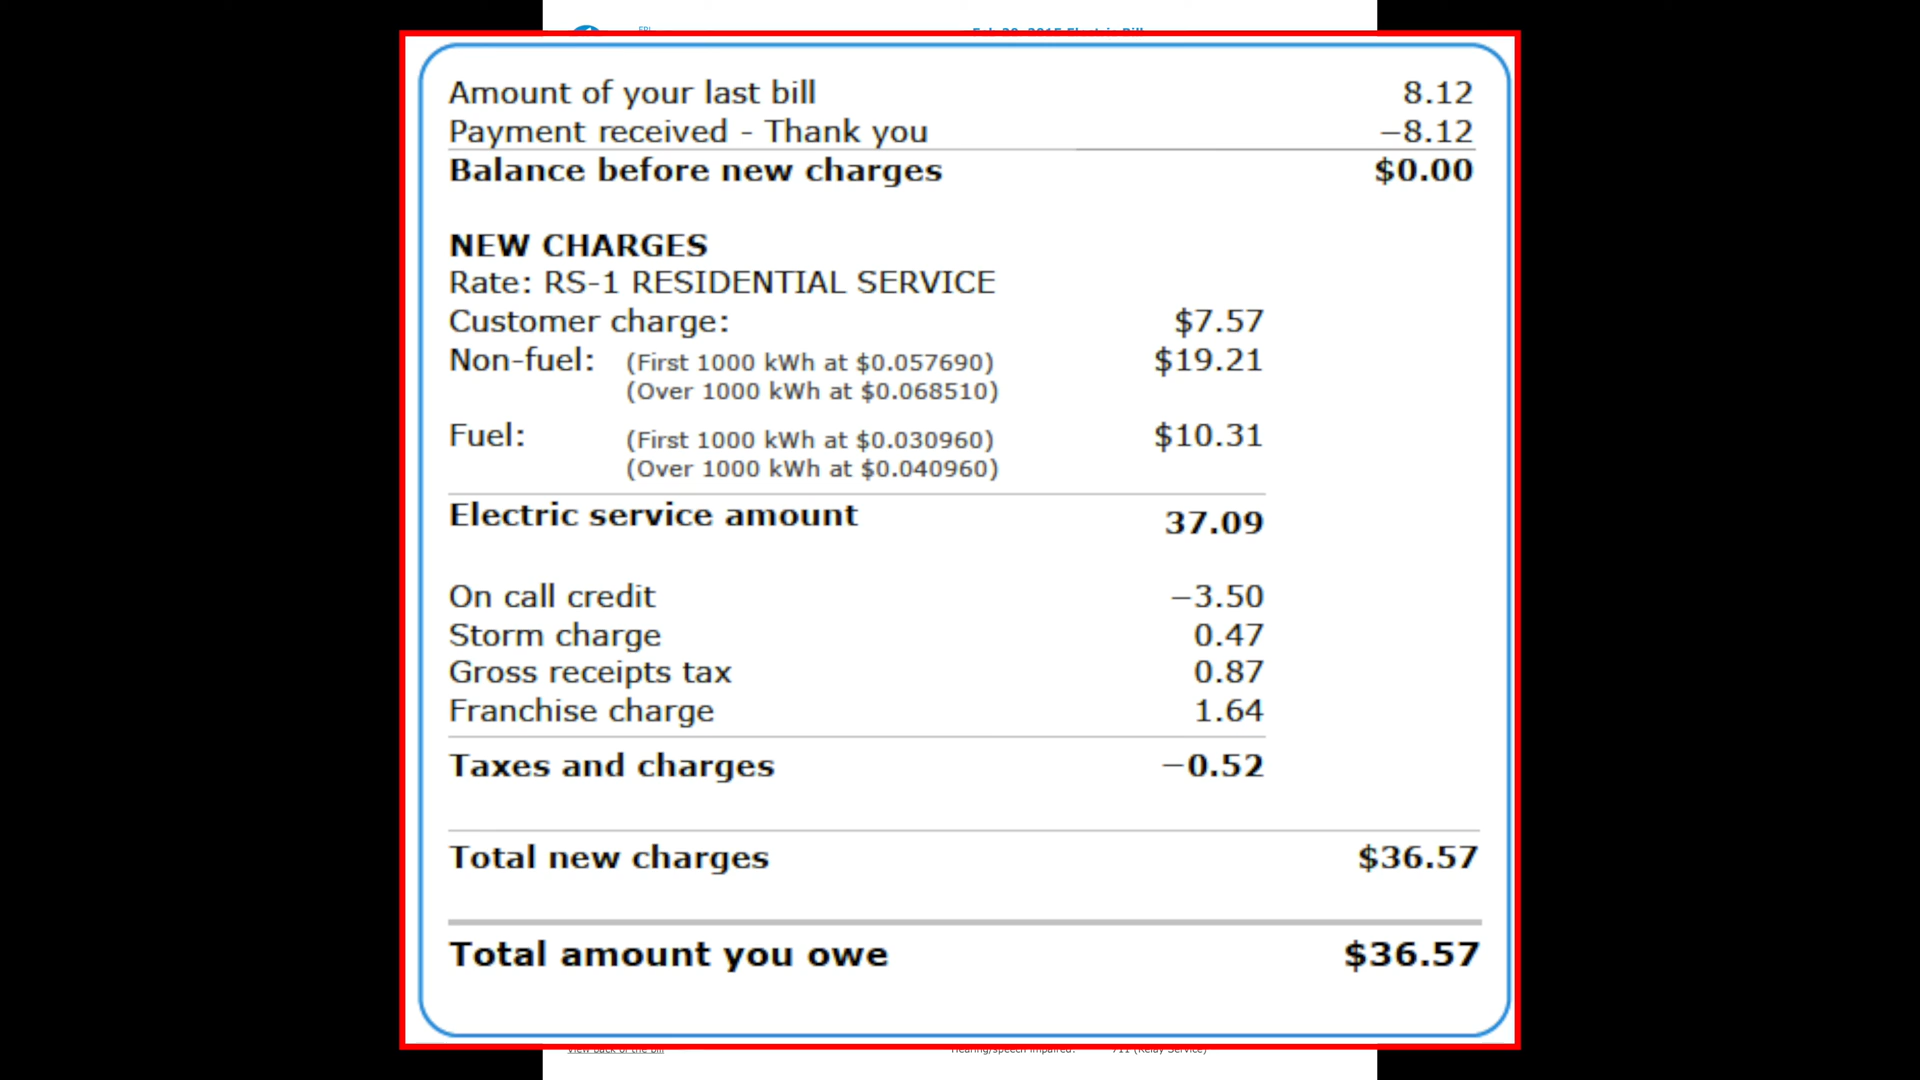 Amount of your last bill 8.12
Payment received - Thank you −8.12
Balance before new charges $0.00
NEW CHARGES
Rate: RS-1 RESIDENTIAL SERVICE
Customer charge: $7.57
Non-fuel: (First 1000 kWh at $0.057690) $19.21
(Over 1000 kWh at $0.068510)
Fuel: (First 1000 kWh at $0.030960) $10.31
(Over 1000 kWh at $0.040960)
Electric service amount 37.09
On call credit −3.50
Storm charge 0.47
Gross receipts tax 0.87
Franchise charge 1.64
Taxes and charges −0.52
Total new charges $36.57
Total amount you owe $36.57